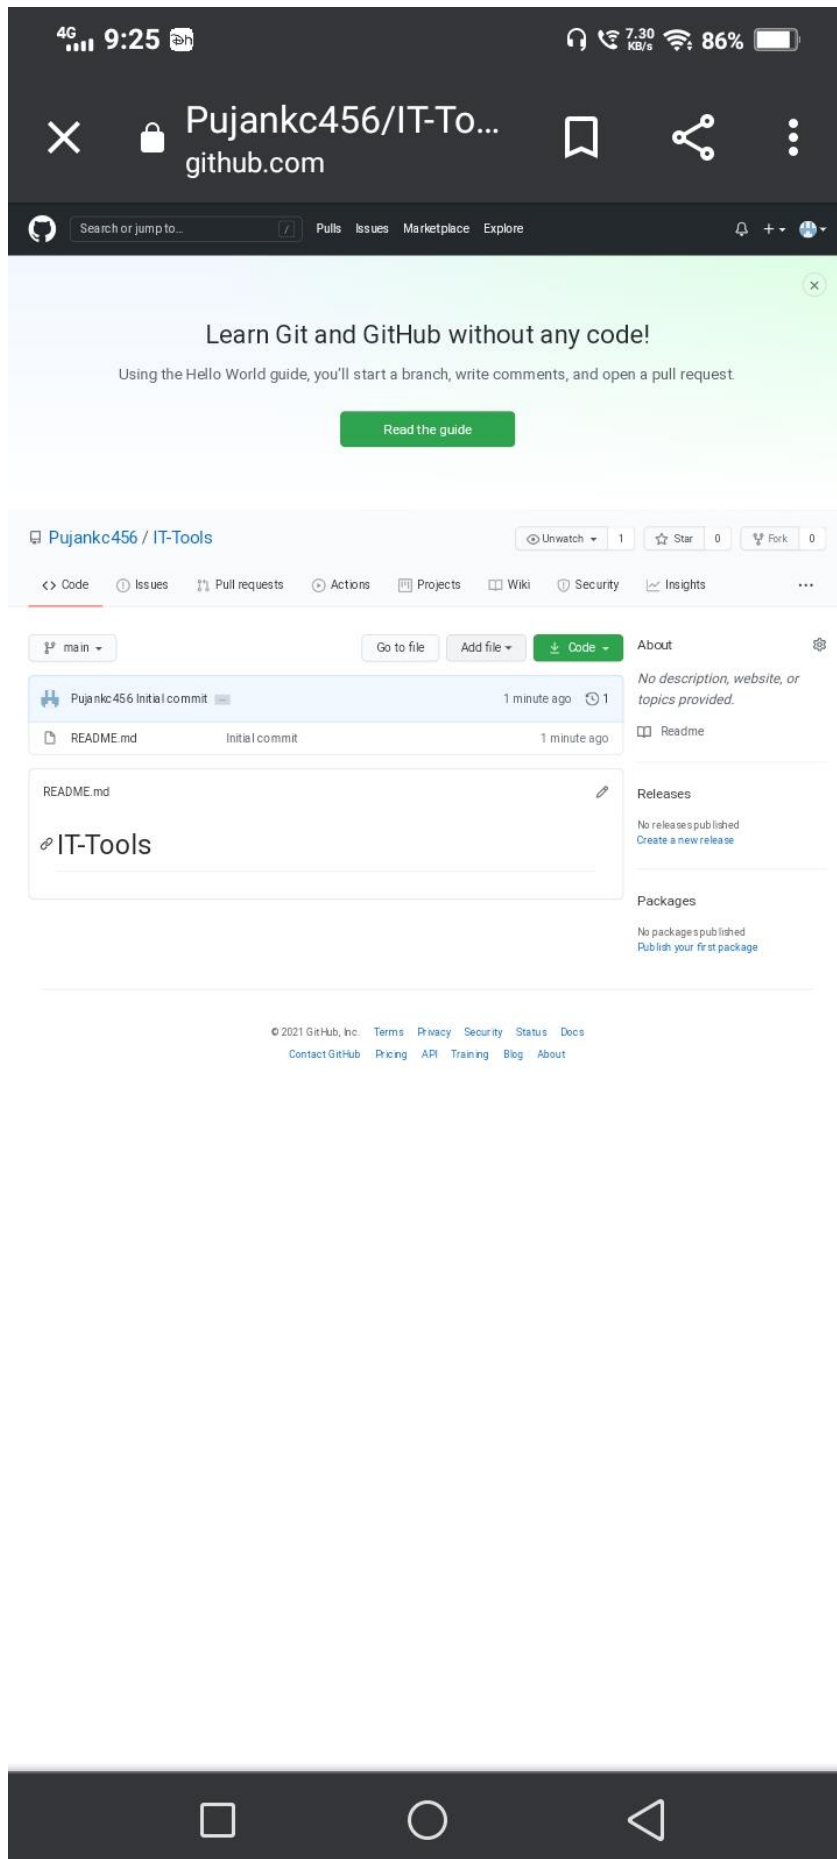 4G 9:25 7.30 KB/s 86%
Pujankc456/IT-To...
github.com
Search or jump to... / Pulls Issues Marketplace Explore
Learn Git and GitHub without any code!
Using the Hello World guide, you'll start a branch, write comments, and open a pull request.
Read the guide
Pujankc456 / IT-Tools Unwatch 1 Star 0 Fork 0
Code Issues Pull requests Actions Projects Wiki Security Insights ...
main Go to file Add file Code About
No description, website, or
topics provided.
Pujankc456 Initial commit ... 1 minute ago 1
README.md Initial commit 1 minute ago
Readme
README.md
IT-Tools
Releases
No releases published
Create a new release
Packages
No packages published
Publish your first package
© 2021 GitHub, Inc. Terms Privacy Security Status Docs
Contact GitHub Pricing API Training Blog About